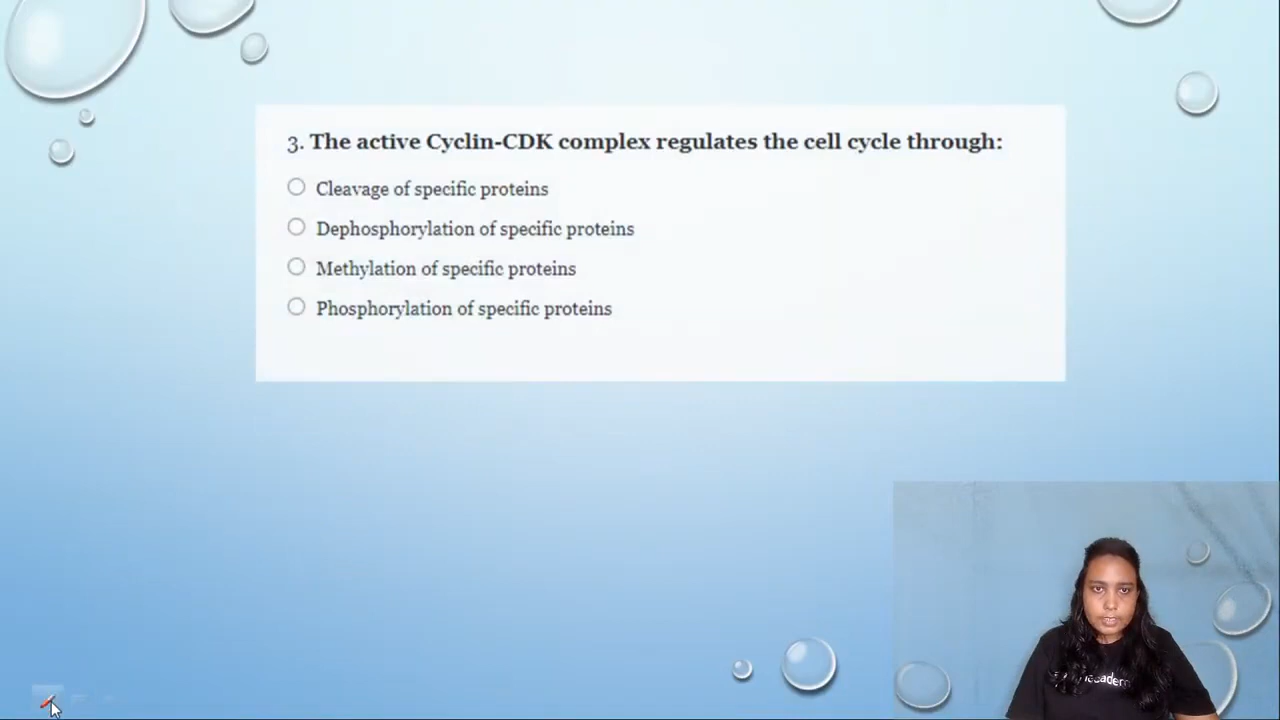 3. The active Cyclin-CDK complex regulates the cell cycle through:
Cleavage of specific proteins
Dephosphorylation of specific proteins
Methylation of specific proteins
Phosphorylation of specific proteins